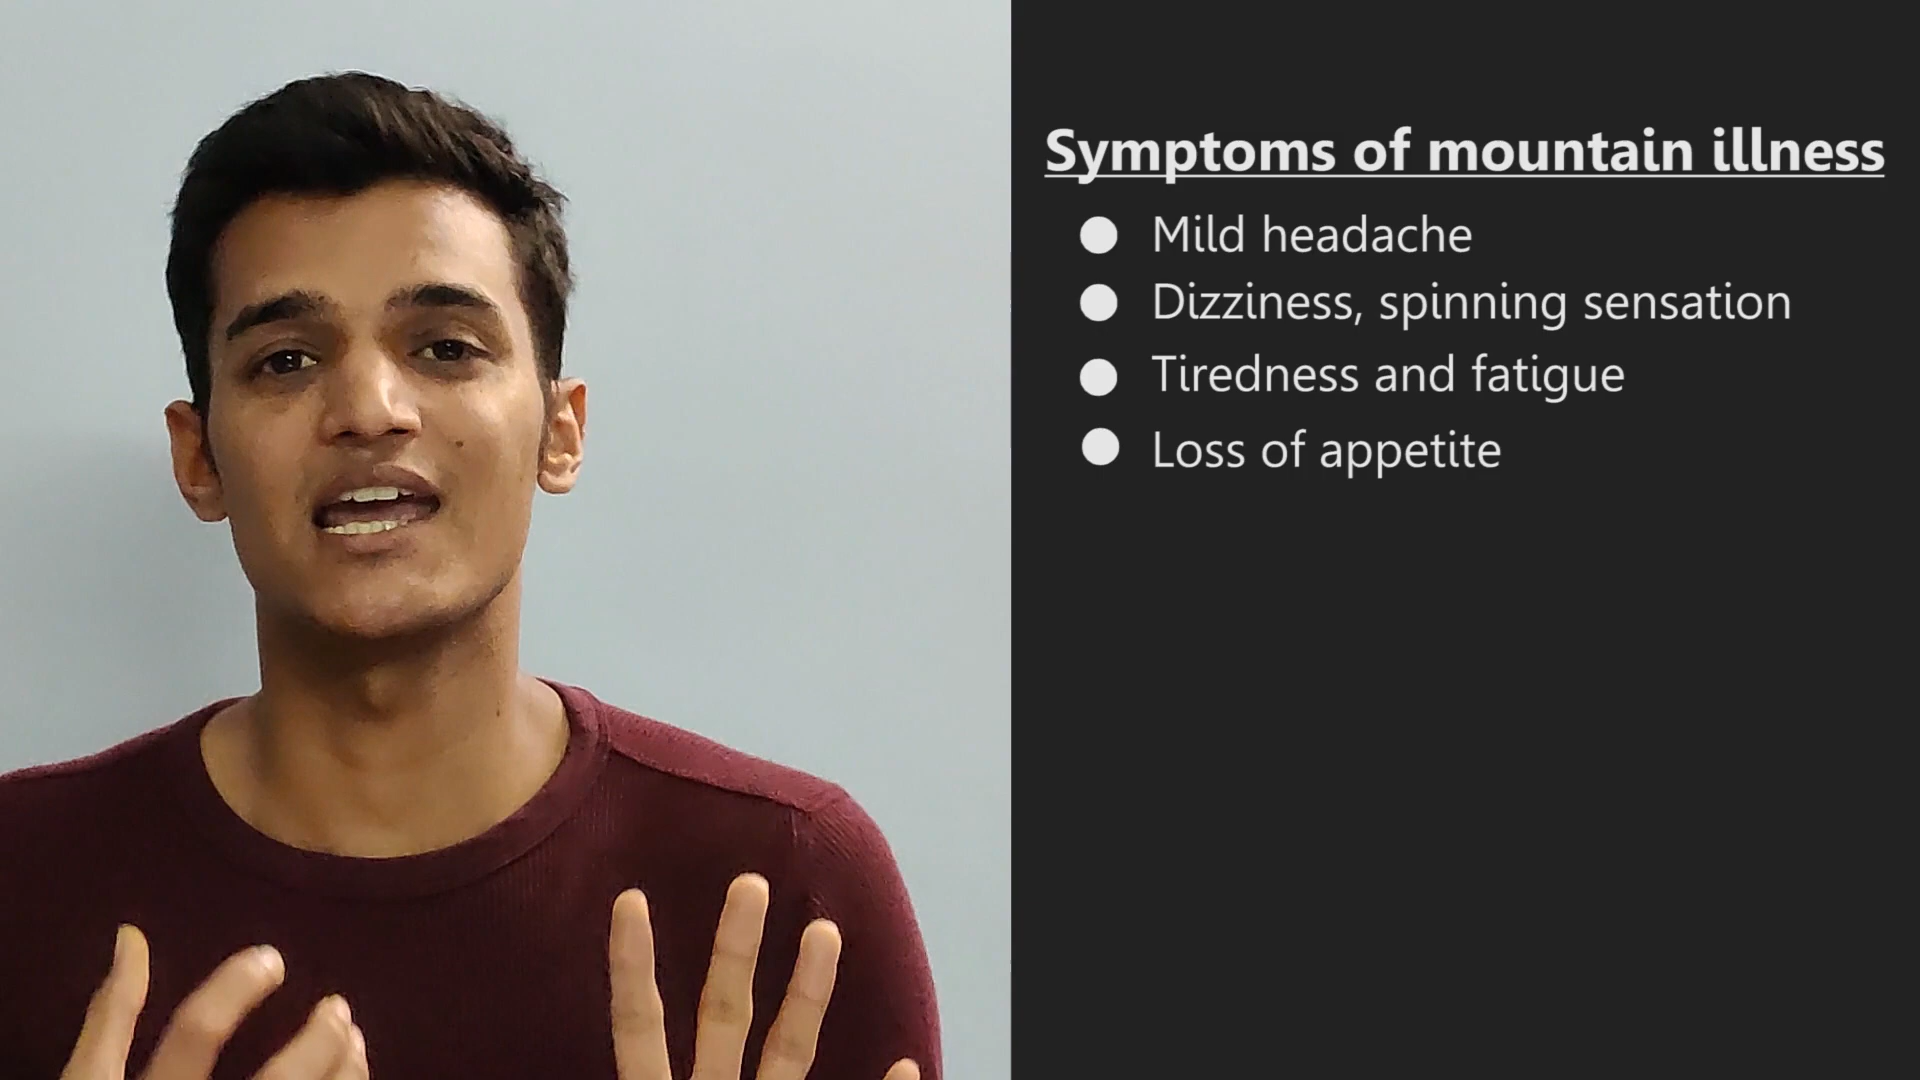 Symptoms of mountain illness
● Mild headache
● Dizziness, spinning sensation
● Tiredness and fatigue
● Loss of appetite